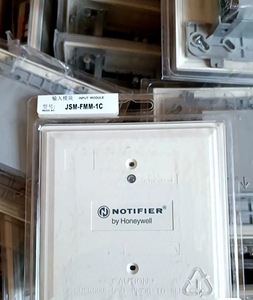 输入模块 INPUT MODULE
型号: JSM-FMM-1C
NOTIFIER®
by Honeywell